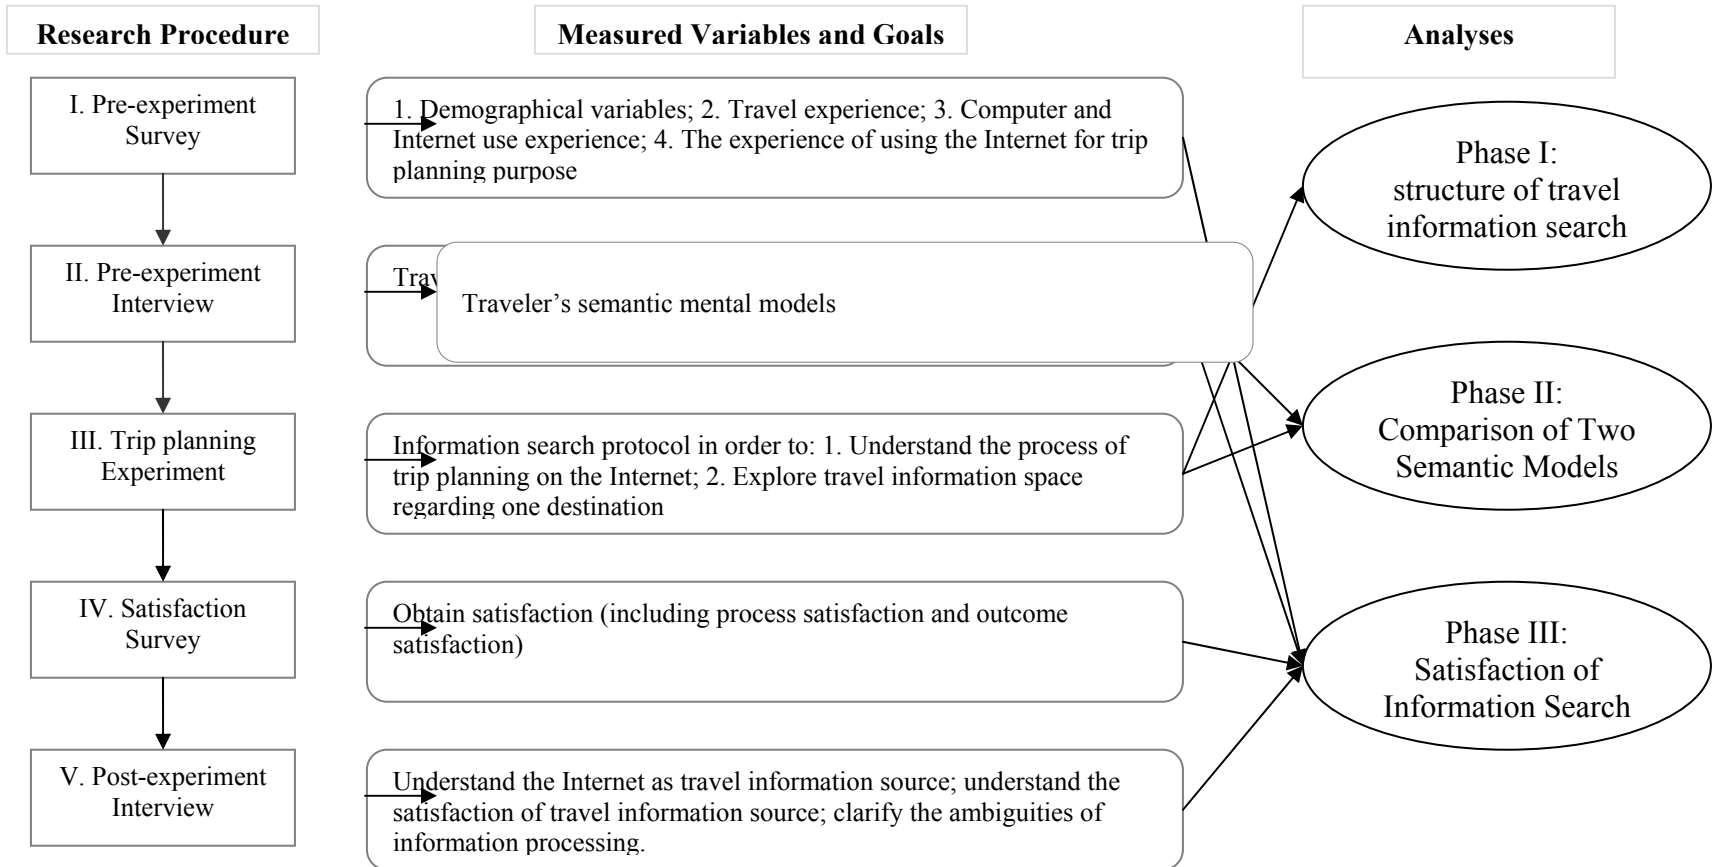 Research Procedure
Measured Variables and Goals
Analyses
I. Pre-experiment
Survey
1. Demographical variables; 2. Travel experience; 3. Computer and
Internet use experience; 4. The experience of using the Internet for trip
planning purpose
Phase I:
structure of travel
information search
II. Pre-experiment
Interview
Traveler’s semantic mental models
Phase II:
Comparison of Two
Semantic Models
III. Trip planning
Experiment
Information search protocol in order to: 1. Understand the process of
trip planning on the Internet; 2. Explore travel information space
regarding one destination
IV. Satisfaction
Survey
Obtain satisfaction (including process satisfaction and outcome
satisfaction)
Phase III:
Satisfaction of
Information Search
V. Post-experiment
Interview
Understand the Internet as travel information source; understand the
satisfaction of travel information source; clarify the ambiguities of
information processing.